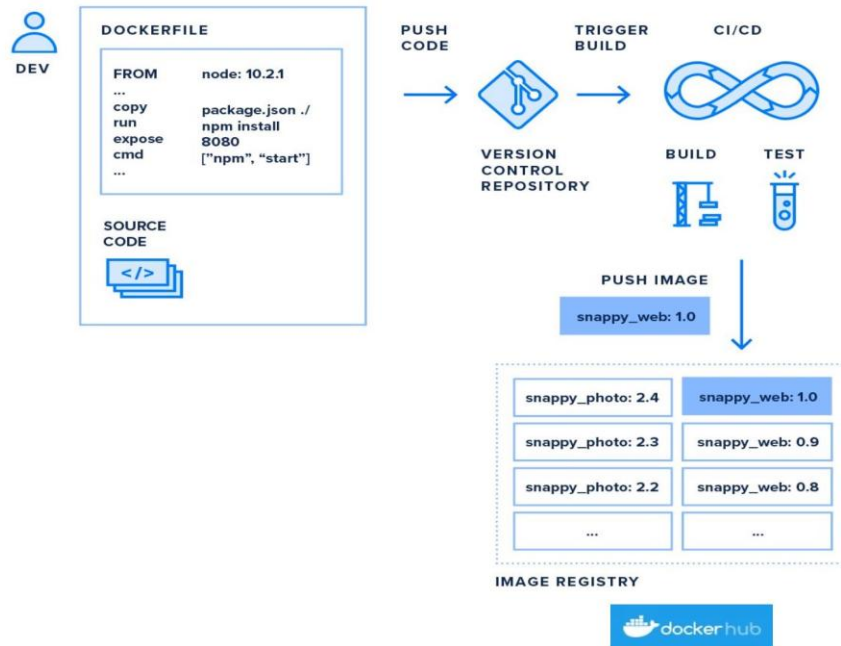 DEV
DOCKERFILE
FROM node: 10.2.1
...
copy package.json ./
run npm install
expose 8080
cmd ["npm", “start”]
...
SOURCE
CODE
</>
PUSH
CODE
VERSION
CONTROL
REPOSITORY
TRIGGER
BUILD
CI/CD
BUILD TEST
PUSH IMAGE
snappy_web: 1.0
snappy_photo: 2.4 snappy_web: 1.0
snappy_photo: 2.3 snappy_web: 0.9
snappy_photo: 2.2 snappy_web: 0.8
... ...
IMAGE REGISTRY
dockerhub